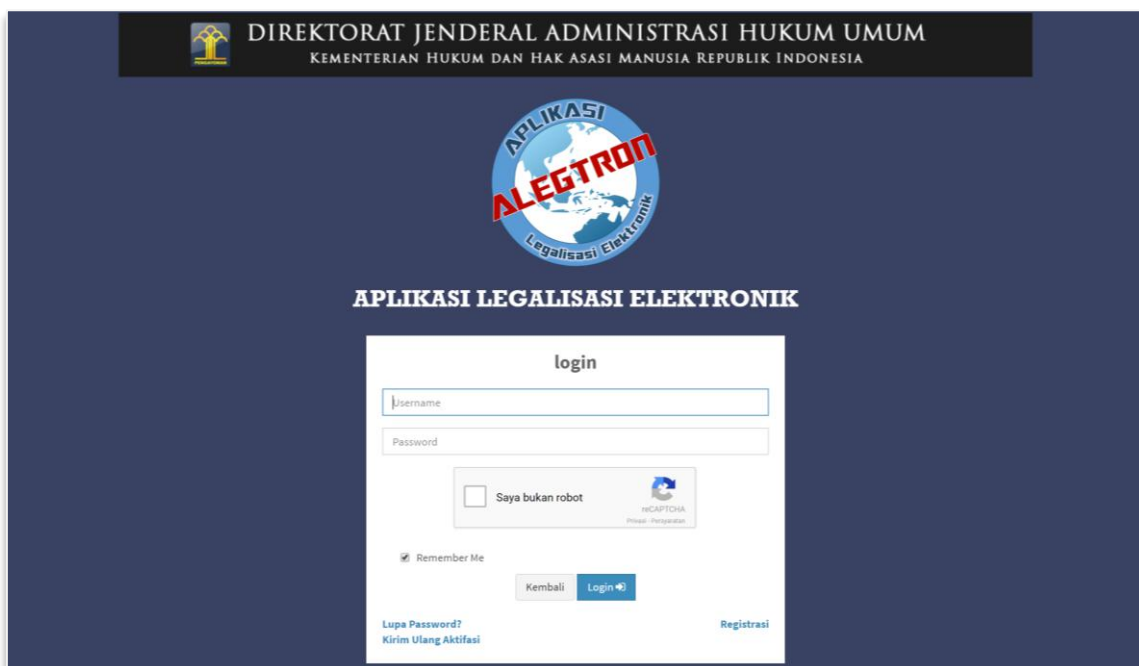 DIREKTORAT JENDERAL ADMINISTRASI HUKUM UMUM
KEMENTERIAN HUKUM DAN HAK ASASI MANUSIA REPUBLIK INDONESIA
PENGAYOMAN
APLIKASI
ALEGTRON
Legalisasi Elektronik
APLIKASI LEGALISASI ELEKTRONIK
login
Username
Password
Saya bukan robot
reCAPTCHA
Privasi - Persyaratan
Remember Me
Kembali Login
Lupa Password? Registrasi
Kirim Ulang Aktifasi